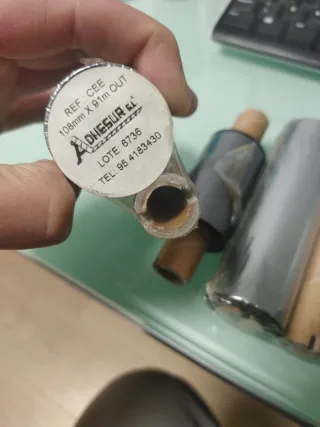 REF. CEE
108mm X 91m OUT
ADHESUR S.L.
LOTE: 6736
TEL: 95 4183430